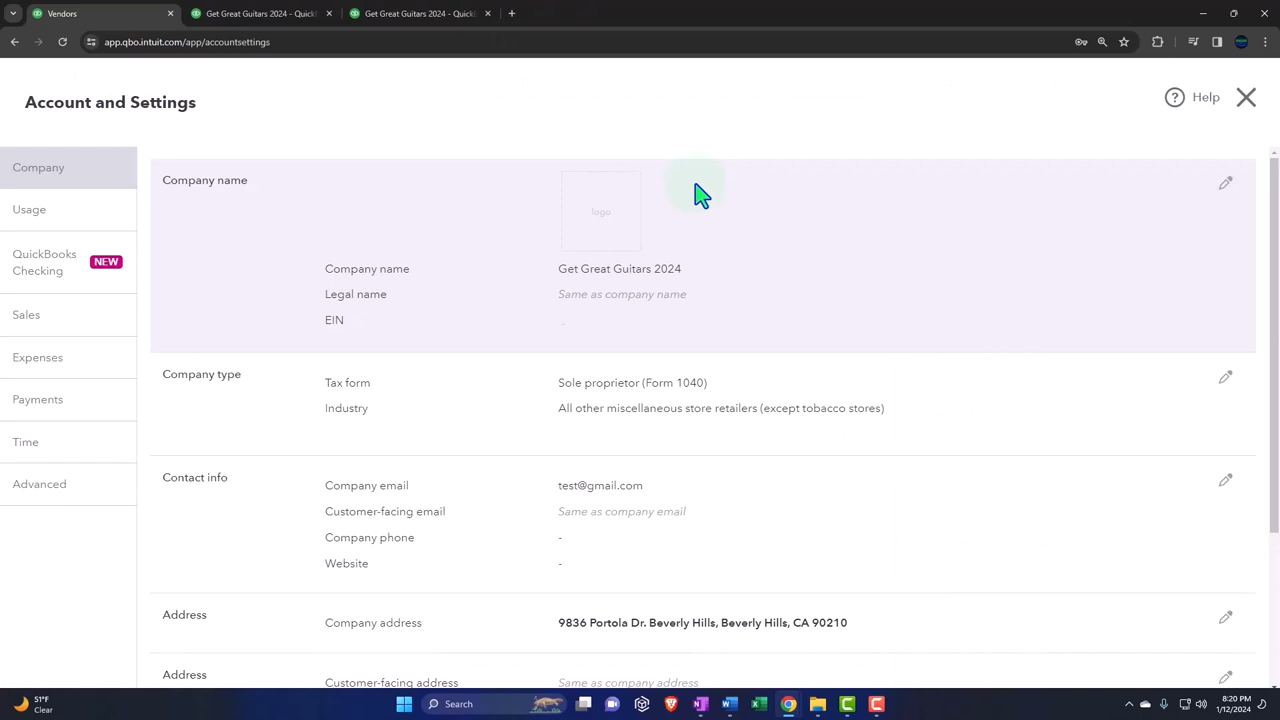 Vendors
Get Great Guitars 2024 - QuickB
Get Great Guitars 2024 - QuickB
app.qbo.intuit.com/app/accountsettings
Account and Settings
Help
Company
Usage
QuickBooks
Checking
NEW
Sales
Expenses
Payments
Time
Advanced
Company name
logo
Company name Get Great Guitars 2024
Legal name Same as company name
EIN -
Company type
Tax form Sole proprietor (Form 1040)
Industry All other miscellaneous store retailers (except tobacco stores)
Contact info
Company email test@gmail.com
Customer-facing email Same as company email
Company phone -
Website -
Address
Company address 9836 Portola Dr. Beverly Hills, Beverly Hills, CA 90210
Address
Customer-facing address Same as company address
51°F
Clear
Search
8:20 PM
1/12/2024